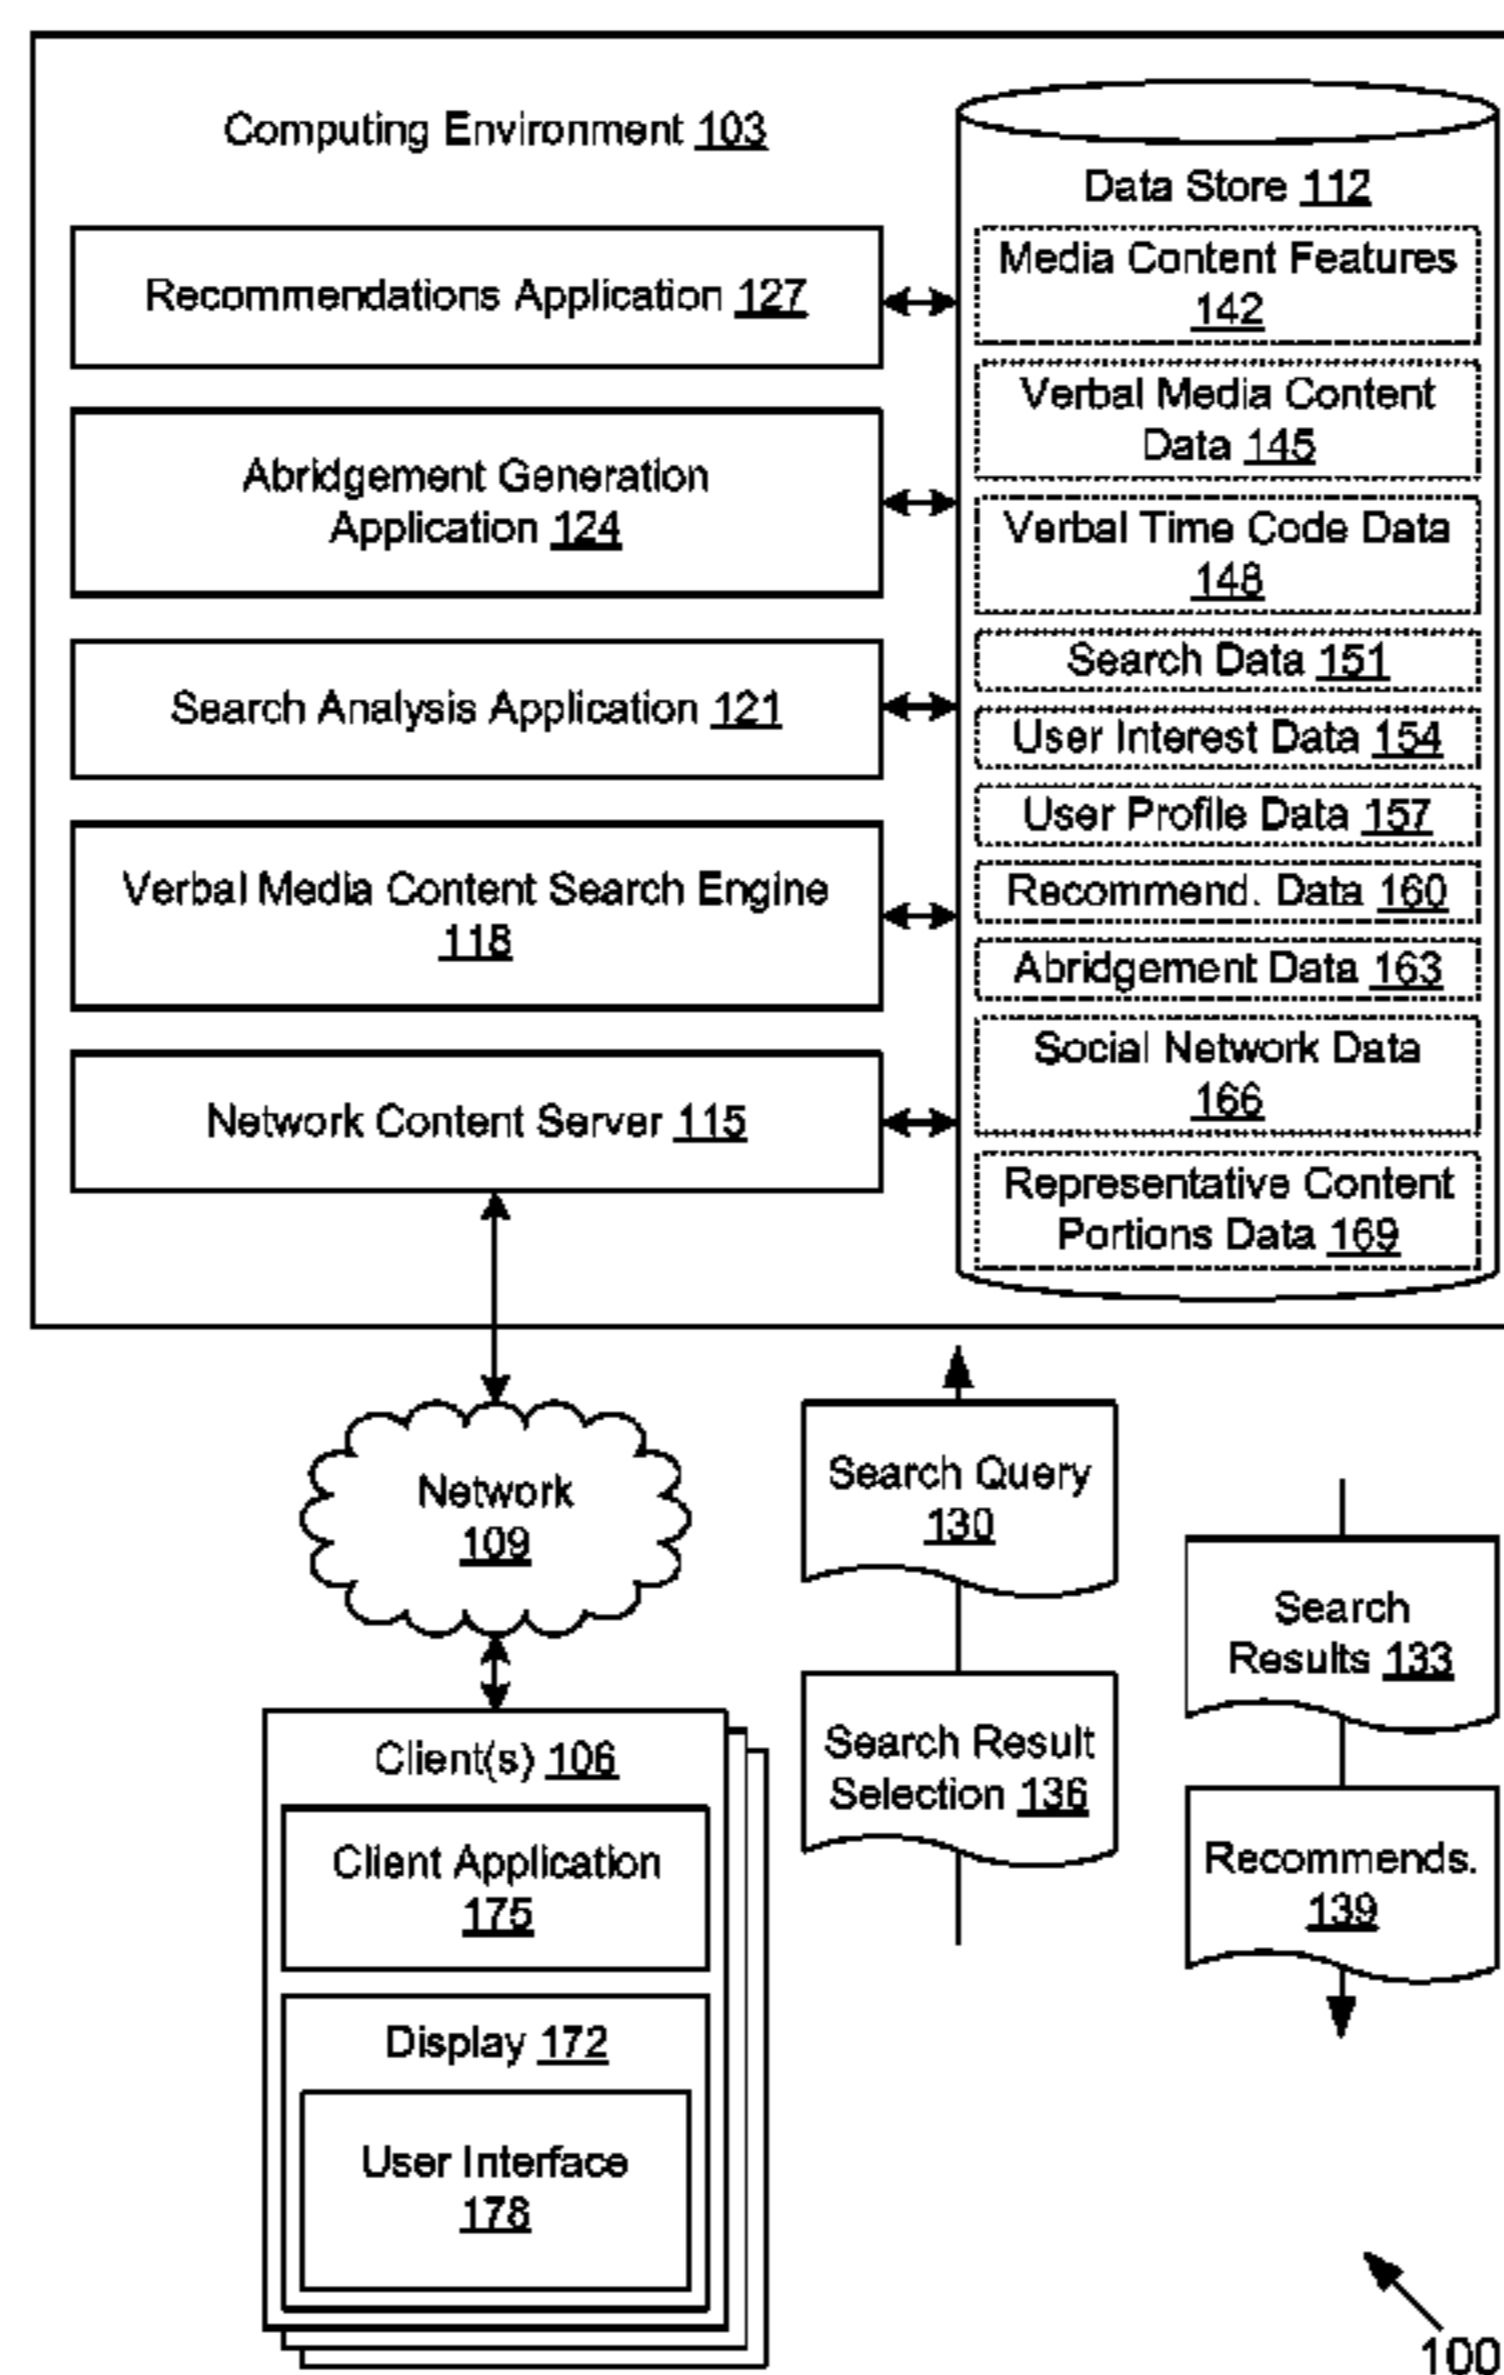 Computing Environment 103
Recommendations Application 127
Abridgement Generation
Application 124
Search Analysis Application 121
Verbal Media Content Search Engine
118
Network Content Server 115
Data Store 112
Media Content Features
142
Verbal Media Content
Data 145
Verbal Time Code Data
148
Search Data 151
User Interest Data 154
User Profile Data 157
Recommend. Data 160
Abridgement Data 163
Social Network Data
166
Representative Content
Portions Data 169
Network
109
Client(s) 106
Client Application
175
Display 172
User Interface
178
Search Query
130
Search Result
Selection 136
Search
Results 133
Recommends.
139
100